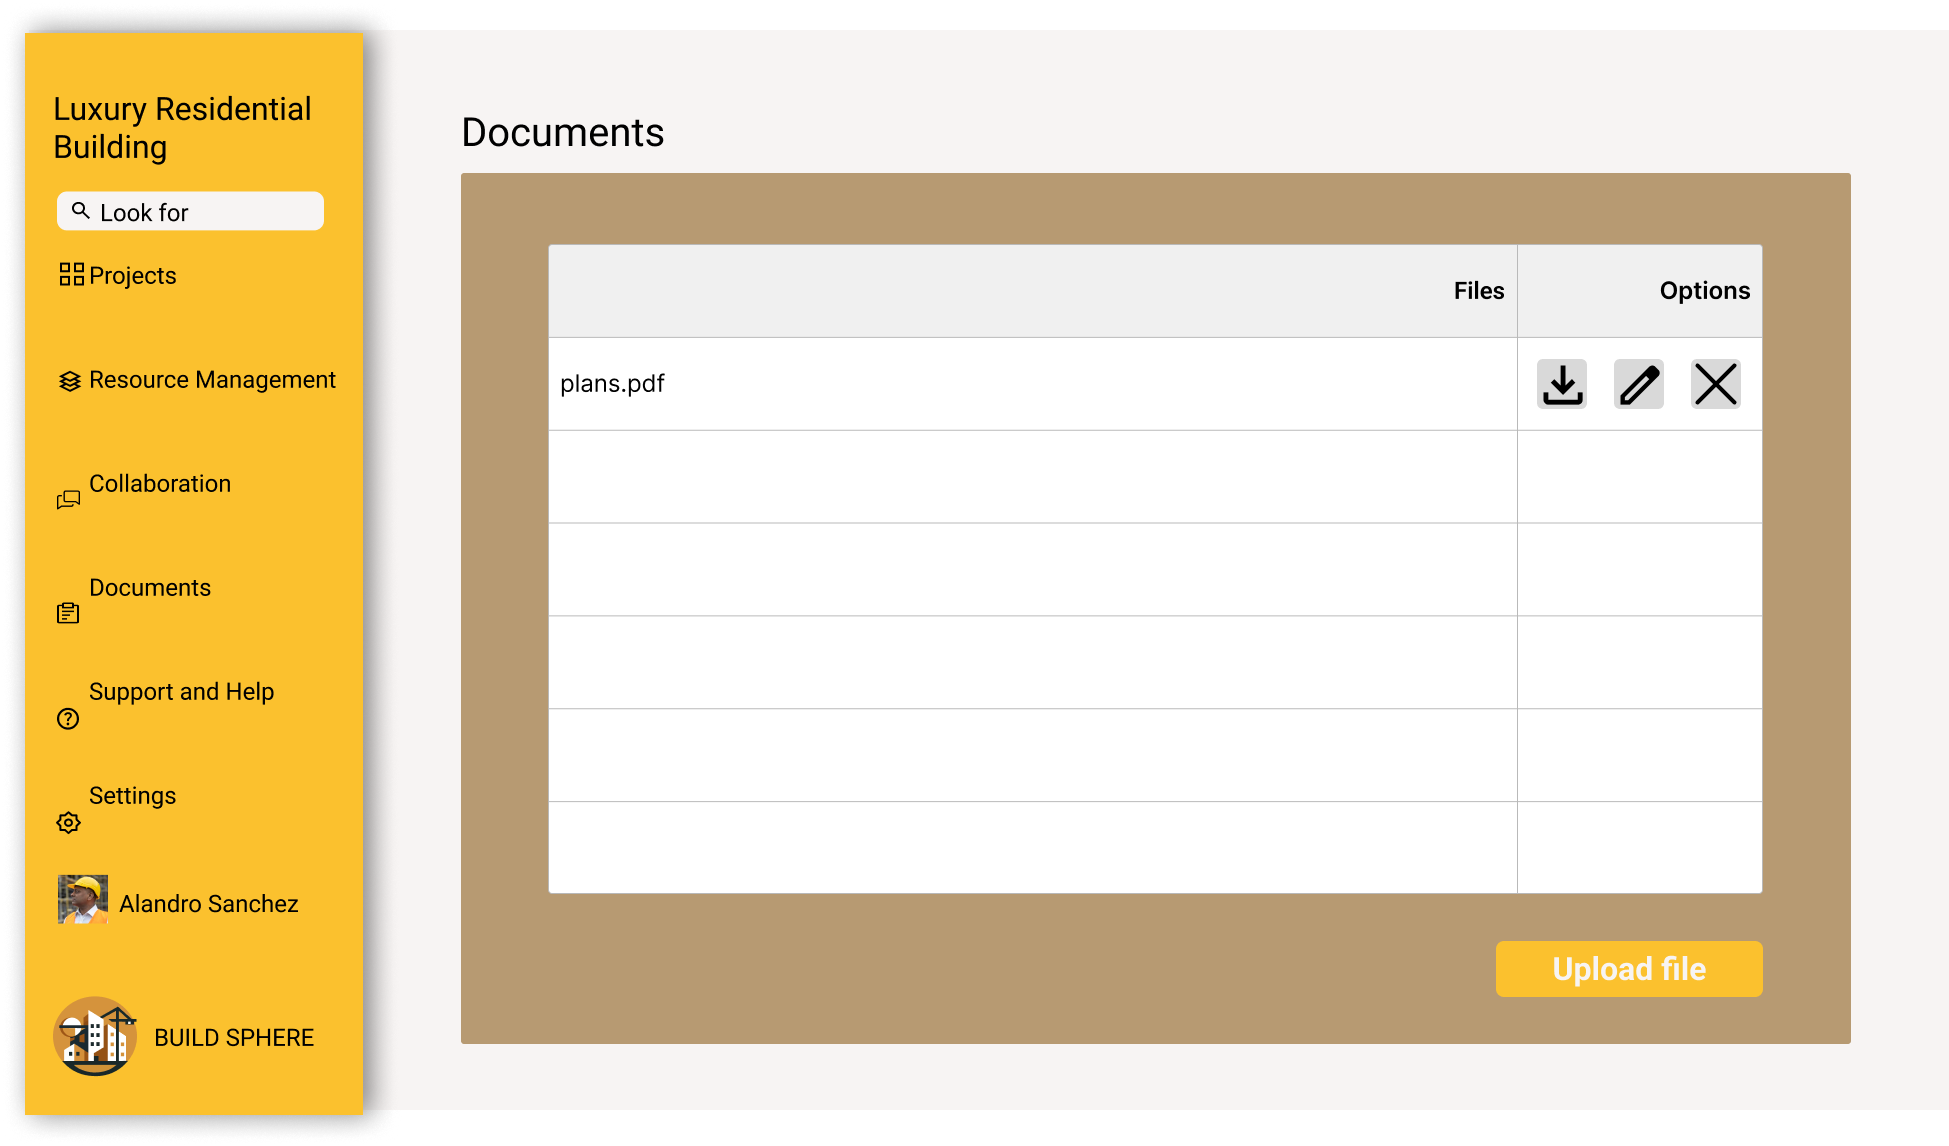 Luxury Residential
Building
Look for
Projects
Resource Management
Collaboration
Documents
Support and Help
Settings
Alandro Sanchez
BUILD SPHERE
Documents
Files
Options
plans.pdf
Upload file